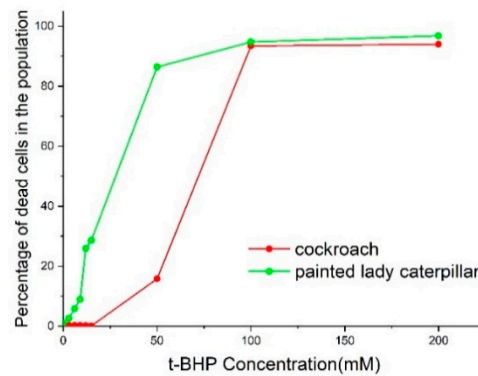 Percentage of dead cells in the population
100
80
60
40
20
0
cockroach
painted lady caterpillar
0
50
100
150
200
t-BHP Concentration(mM)